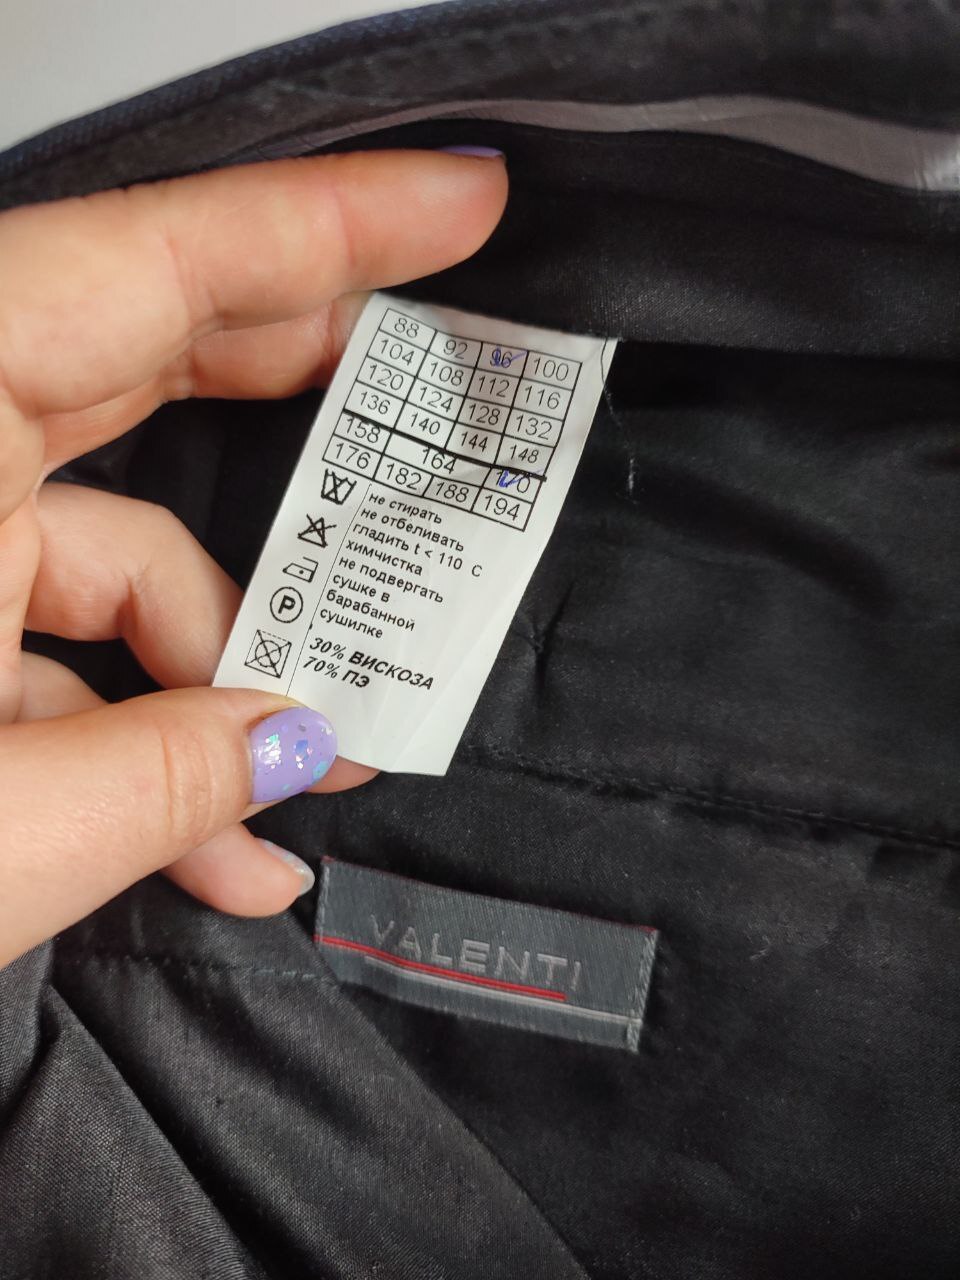 88 92 96 100
104 108 112 116
120 124 128 132
136 140 144 148
158 164 170
176 182 188 194
не стирать
не отбеливать
гладить t < 110 C
химчистка
не подвергать
сушке в
барабанной
сушилке
P
30% ВИСКОЗА
70% ПЭ
VALENTI